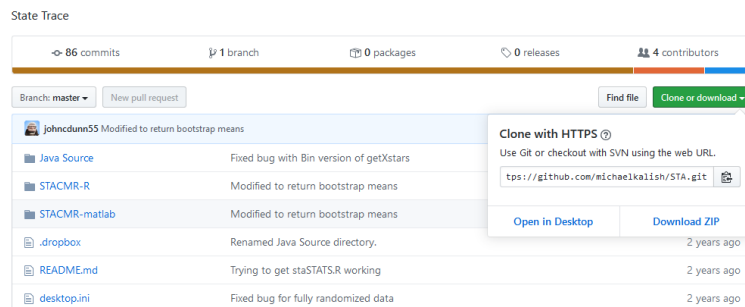 State Trace
86 commits 1 branch 0 packages 0 releases 4 contributors
Branch: master New pull request Find file Clone or download
johncdunn55 Modified to return bootstrap means
Clone with HTTPS
Use Git or checkout with SVN using the web URL.
tps://github.com/michaelkalish/STA.git
Open in Desktop Download ZIP
Java Source Fixed bug with Bin version of getXstars
STACMR-R Modified to return bootstrap means
STACMR-matlab Modified to return bootstrap means
.dropbox Renamed Java Source directory. 2 years ago
README.md Trying to get staSTATS.R working 2 years ago
desktop.ini Fixed bug for fully randomized data 2 years ago